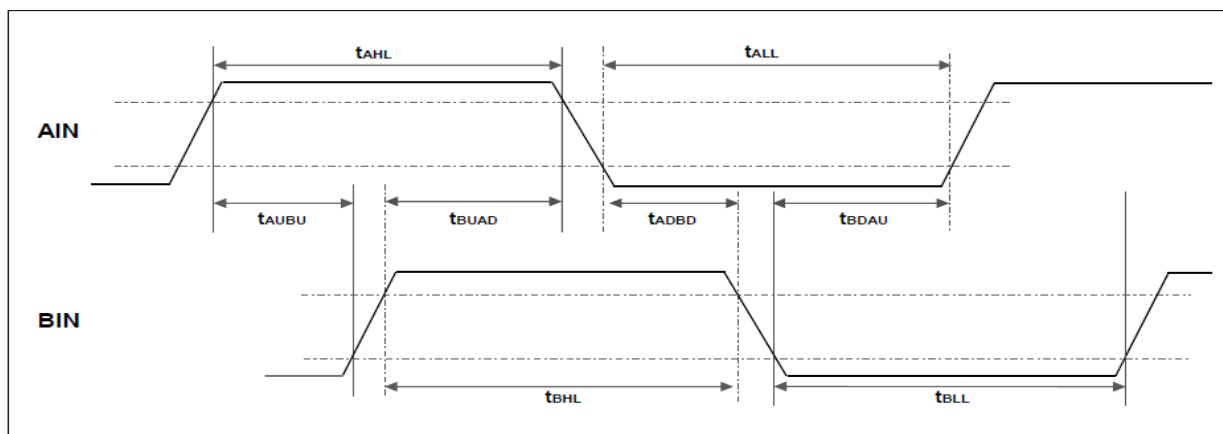 tAHL
tALL
AIN
tAUBU
tBUAD
tADBD
tBDAU
BIN
tBHL
tBLL